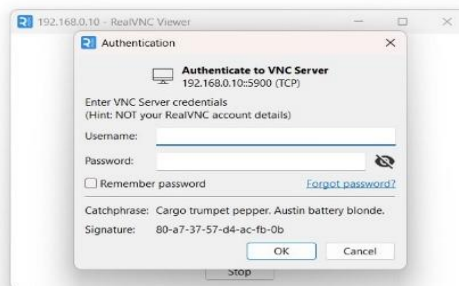 192.168.0.10 - RealVNC Viewer
Authentication
Authenticate to VNC Server
192.168.0.10::5900 (TCP)
Enter VNC Server credentials
(Hint: NOT your RealVNC account details)
Username:
Password:
Remember password Forgot password?
Catchphrase: Cargo trumpet pepper. Austin battery blonde.
Signature: 80-a7-37-57-d4-ac-fb-0b
OK Cancel
Stop